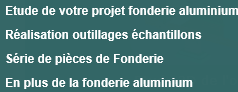 Etude de votre projet fonderie aluminium
Réalisation outillages échantillons
Série de pièces de Fonderie
En plus de la fonderie aluminium